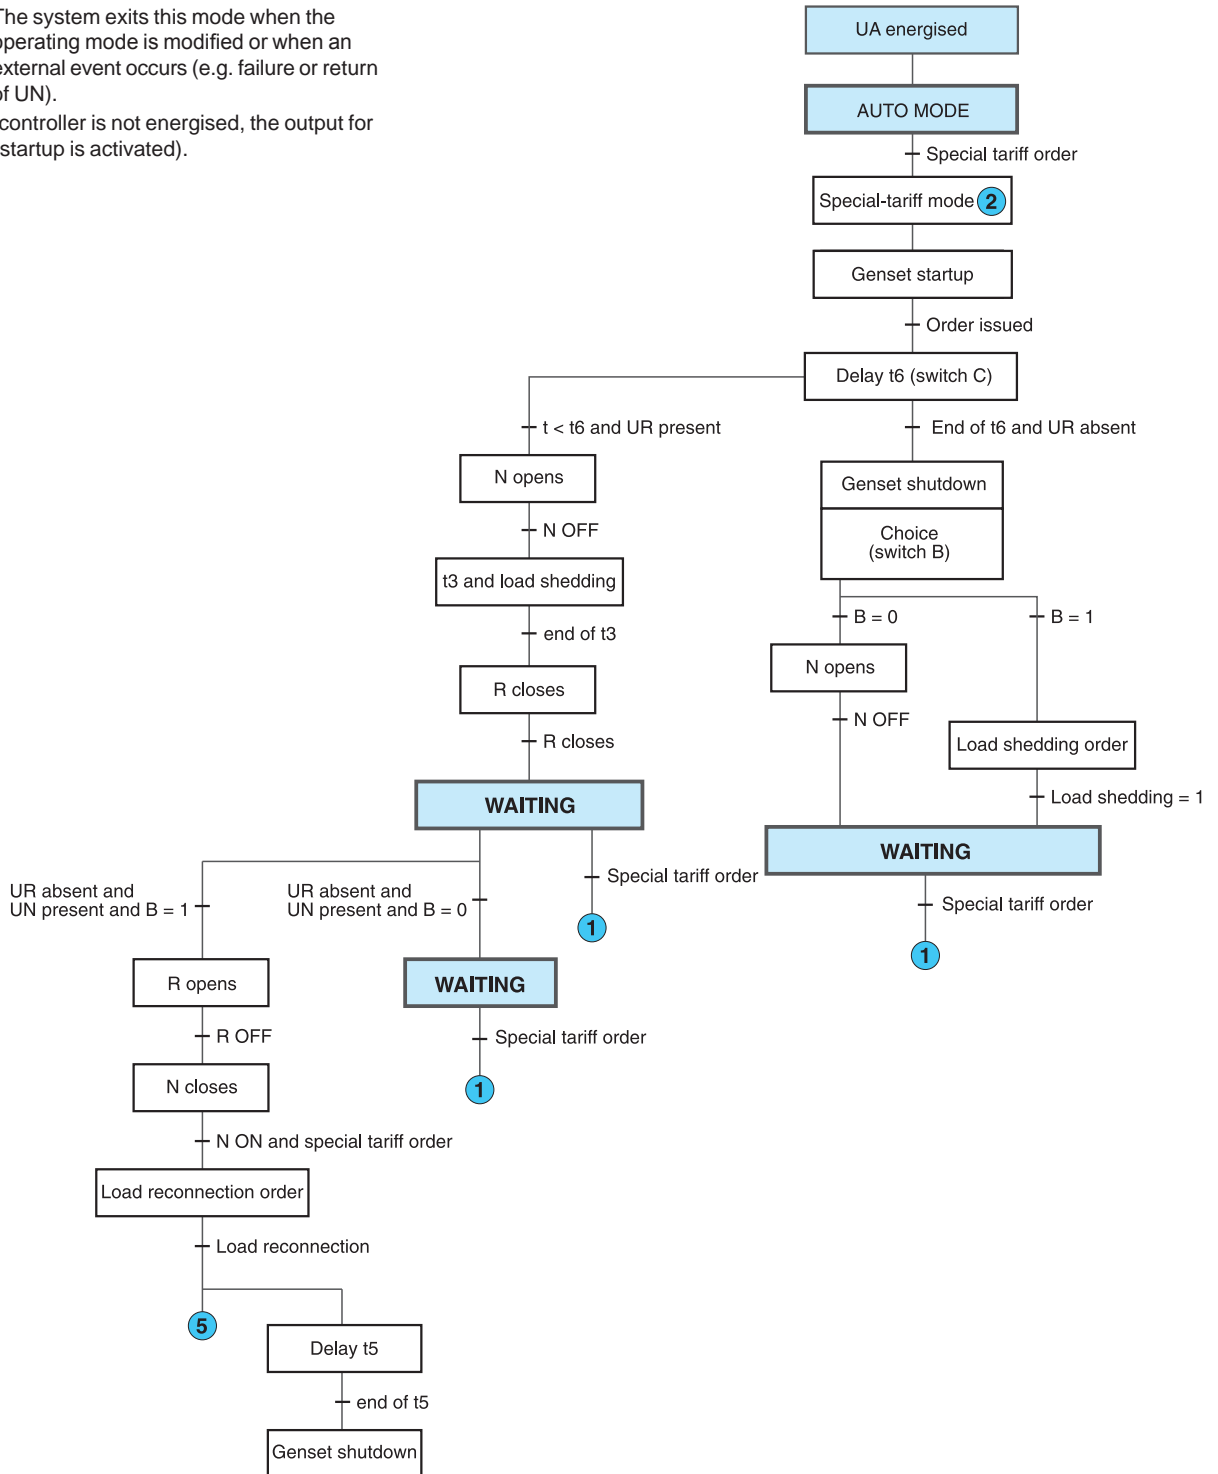 The system exits this mode when the
operating mode is modified or when an
external event occurs (e.g. failure or return
of UN).
controller is not energised, the output for
startup is activated).
UA energised
AUTO MODE
Special tariff order
Special-tariff mode 2
Genset startup
Order issued
Delay t6 (switch C)
t < t6 and UR present
End of t6 and UR absent
N opens
Genset shutdown
N OFF
Choice
(switch B)
t3 and load shedding
B = 0
B = 1
end of t3
N opens
R closes
N OFF
R closes
Load shedding order
Load shedding = 1
WAITING
WAITING
UR absent and
UN present and B = 1
UR absent and
UN present and B = 0
Special tariff order
Special tariff order
1
1
R opens
WAITING
R OFF
Special tariff order
N closes
1
N ON and special tariff order
Load reconnection order
Load reconnection
5
Delay t5
end of t5
Genset shutdown